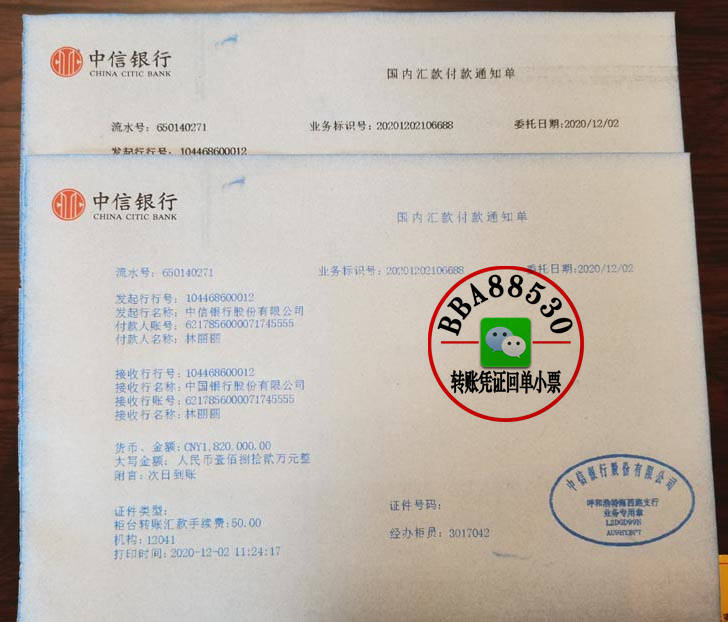 中信银行
CHINA CITIC BANK
国内汇款付款通知单
流水号: 650140271
业务标识号: 20201202106688
委托日期:2020/12/02
发起行行号: 104468600012
中信银行
CHINA CITIC BANK
国内汇款付款通知单
流水号: 650140271
业务标识号: 20201202106688
委托日期:2020/12/02
发起行行号: 104468600012
发起行名称: 中信银行股份有限公司
付款人账号: 6217856000071745555
付款人名称: 林丽丽
BBA88530
转账凭证回单小票
接收行行号: 104468600012
接收行名称: 中国银行股份有限公司
接收行账号: 6217856000071745555
接收行名称: 林丽丽
货币、金额: CNY1,820,000.00
大写金额: 人民币壹佰捌拾贰万元整
附言: 次日到账
证件类型:
证件号码:
柜台转账汇款手续费:50.00
机构: 12041
经办柜员: 3017042
打印时间: 2020-12-02 11:24:17
中信银行股份有限公司
业务专用章